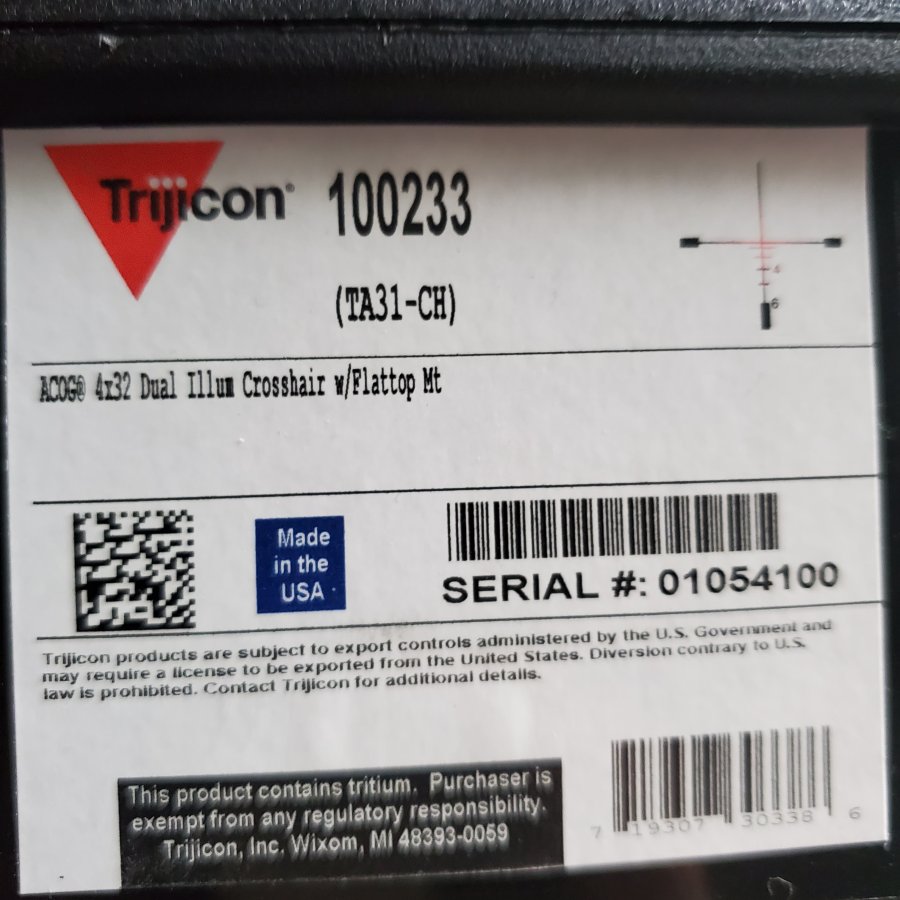 Trijicon® 100233
(TA31-CH)
4
6
ACOG® 4x32 Dual Illum Crosshair w/Flattop Mt
Made
in the
USA
SERIAL #: 01054100
Trijicon products are subject to export controls administered by the U.S. Government and
may require a license to be exported from the United States. Diversion contrary to U.S.
law is prohibited. Contact Trijicon for additional details.
This product contains tritium. Purchaser is
exempt from any regulatory responsibility.
Trijicon, Inc. Wixom, MI 48393-0059
7 19307 30338 6